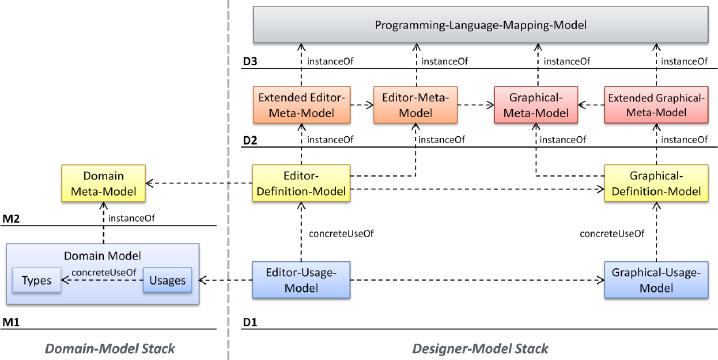 Programming-Language-Mapping-Model
D3
instanceOf
instanceOf
instanceOf
instanceOf
Extended Editor-
Meta-Model
Editor-Meta-
Model
Graphical-
Meta-Model
Extended Graphical-
Meta-Model
D2
instanceOf
instanceOf
instanceOf
instanceOf
Domain
Meta-Model
Editor-
Definition-Model
Graphical-
Definition-Model
M2
instanceOf
concreteUseOf
concreteUseOf
Domain Model
Types
concreteUseOf
Usages
Editor-Usage-
Model
Graphical-Usage-
Model
M1
D1
Domain-Model Stack
Designer-Model Stack